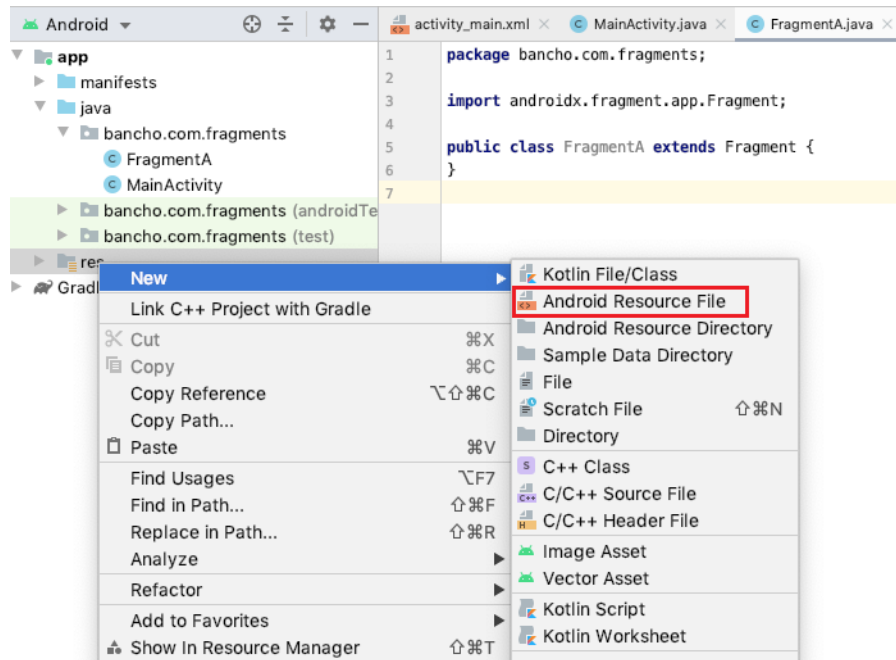 Android
activity_main.xml
MainActivity.java
FragmentA.java
app
manifests
java
bancho.com.fragments
FragmentA
MainActivity
bancho.com.fragments (androidTe
bancho.com.fragments (test)
res
Gradl
1 package bancho.com.fragments;
2
3 import androidx.fragment.app.Fragment;
4
5 public class FragmentA extends Fragment {
6 }
7
New
Link C++ Project with Gradle
Cut ⌘X
Copy ⌘C
Copy Reference ⌥⇧⌘C
Copy Path...
Paste ⌘V
Find Usages ⌥F7
Find in Path... ⇧⌘F
Replace in Path... ⇧⌘R
Analyze
Refactor
Add to Favorites
Show In Resource Manager ⇧⌘T
Kotlin File/Class
Android Resource File
Android Resource Directory
Sample Data Directory
File
Scratch File ⇧⌘N
Directory
C++ Class
C/C++ Source File
C/C++ Header File
Image Asset
Vector Asset
Kotlin Script
Kotlin Worksheet